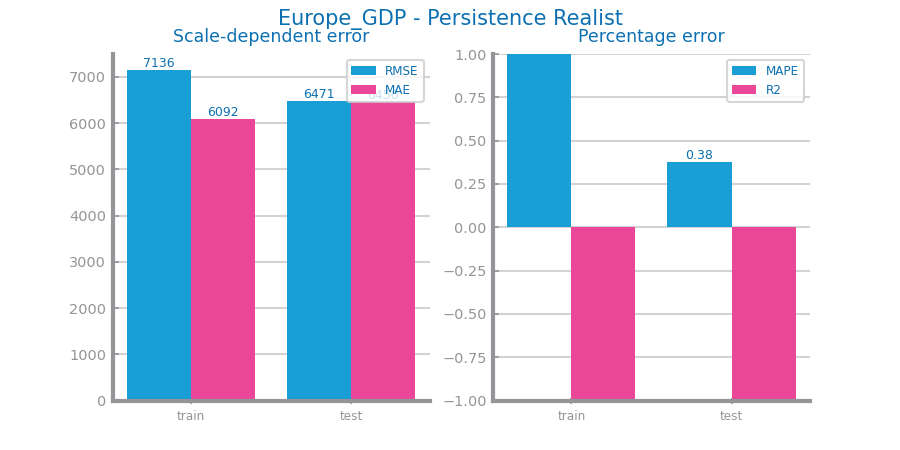 Europe_GDP - Persistence Realist
Scale-dependent error
7136
6092
6471
RMSE
MAE
7000
6000
5000
4000
3000
2000
1000
0
train
test
Percentage error
0.38
MAPE
R2
1.00
0.75
0.50
0.25
0.00
−0.25
−0.50
−0.75
−1.00
train
test